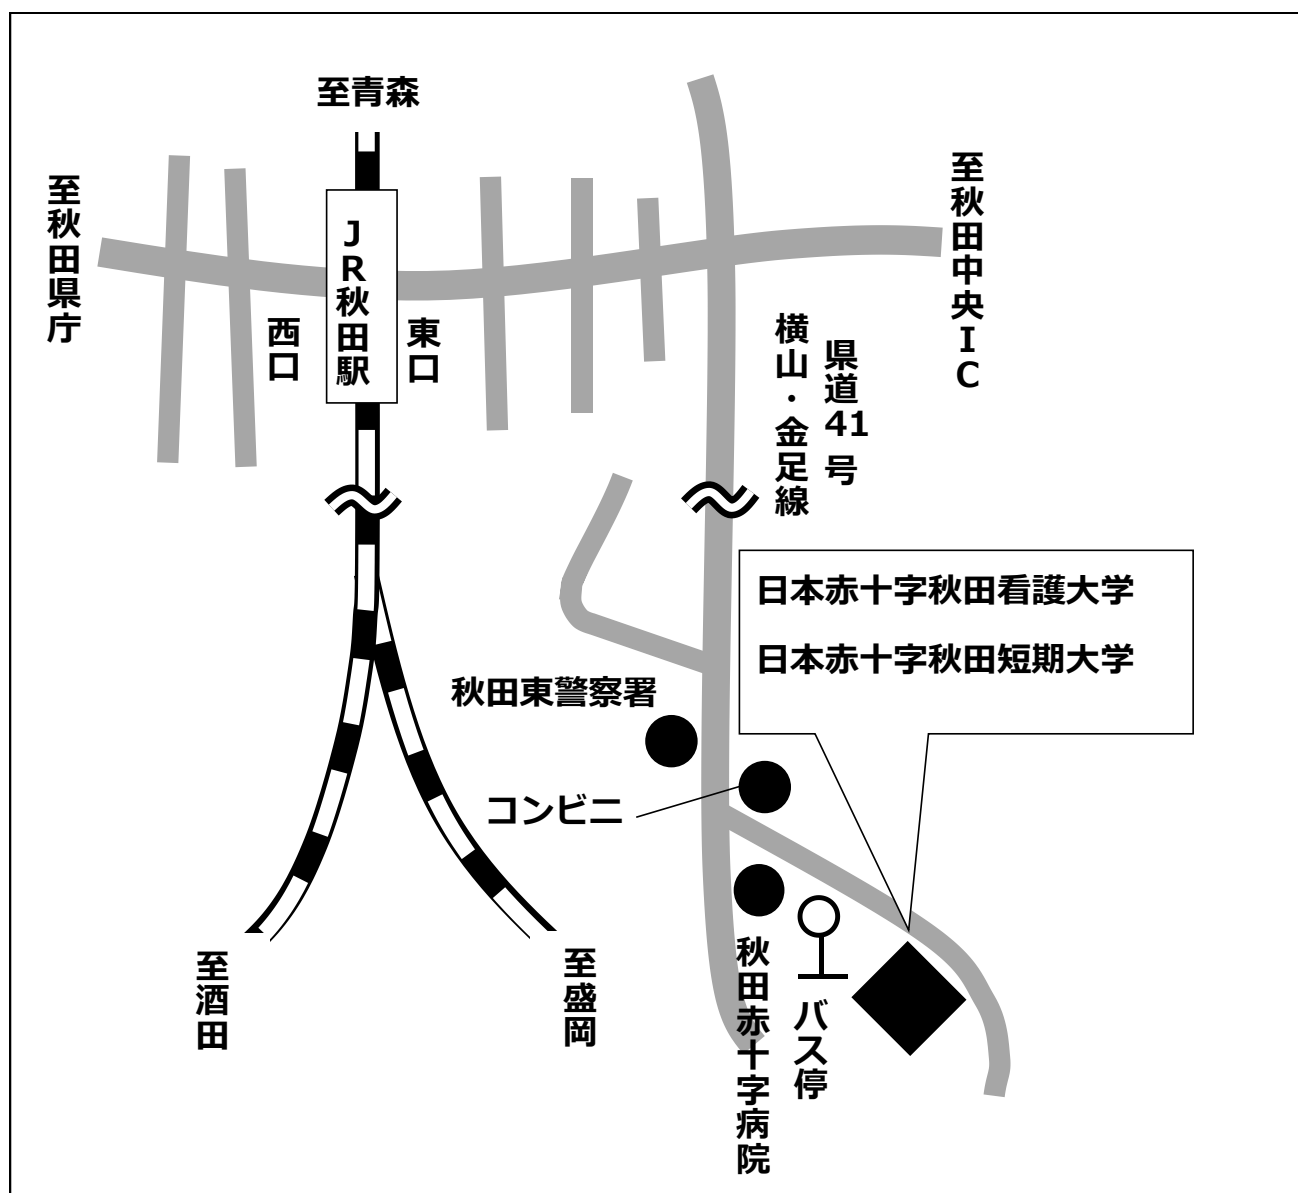 至青森
至秋田県庁
至秋田中央IC
JR秋田駅
西口
東口
県道41号
横山・金足線
日本赤十字秋田看護大学
日本赤十字秋田短期大学
秋田東警察署
コンビニ
秋田赤十字病院
バス停
至酒田
至盛岡